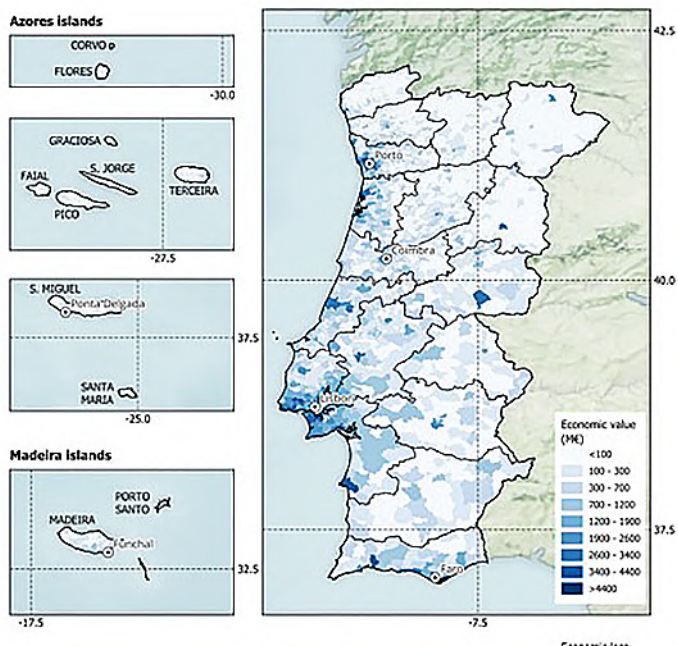 Azores islands
CORVO
FLORES
-30.0
GRACIOSA
FAIAL
S. JORGE
TERCEIRA
PICO
-27.5
S. MIGUEL
Ponta Delgada
37.5
SANTA
MARIA
-25.0
Madeira islands
PORTO
SANTO
MADEIRA
Funchal
32.5
-17.5
42.5
Porto
Coimbra
40.0
Lisbon
Economic value
(M€)
<100
100 - 300
300 - 700
700 - 1200
1200 - 1900
1900 - 2600
2600 - 3400
3400 - 4400
>4400
37.5
Faro
-7.5